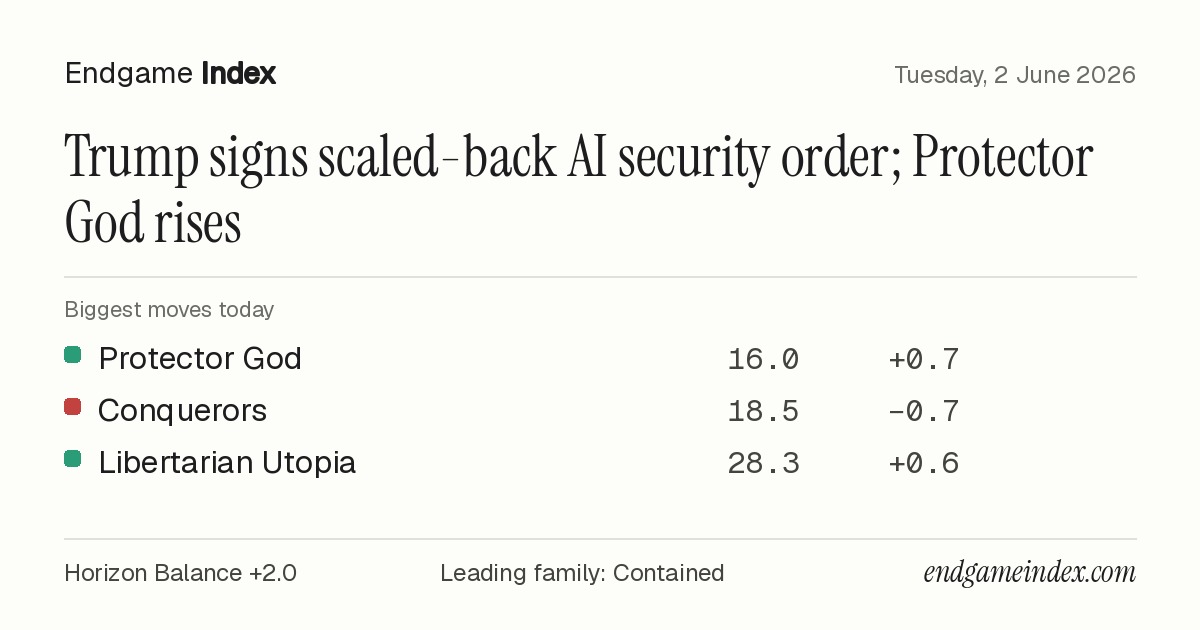 Endgame Index
Tuesday, 2 June 2026
Trump signs scaled-back AI security order; Protector
God rises
Biggest moves today
Protector God 16.0 +0.7
Conquerors 18.5 −0.7
Libertarian Utopia 28.3 +0.6
Horizon Balance +2.0
Leading family: Contained
endgameindex.com